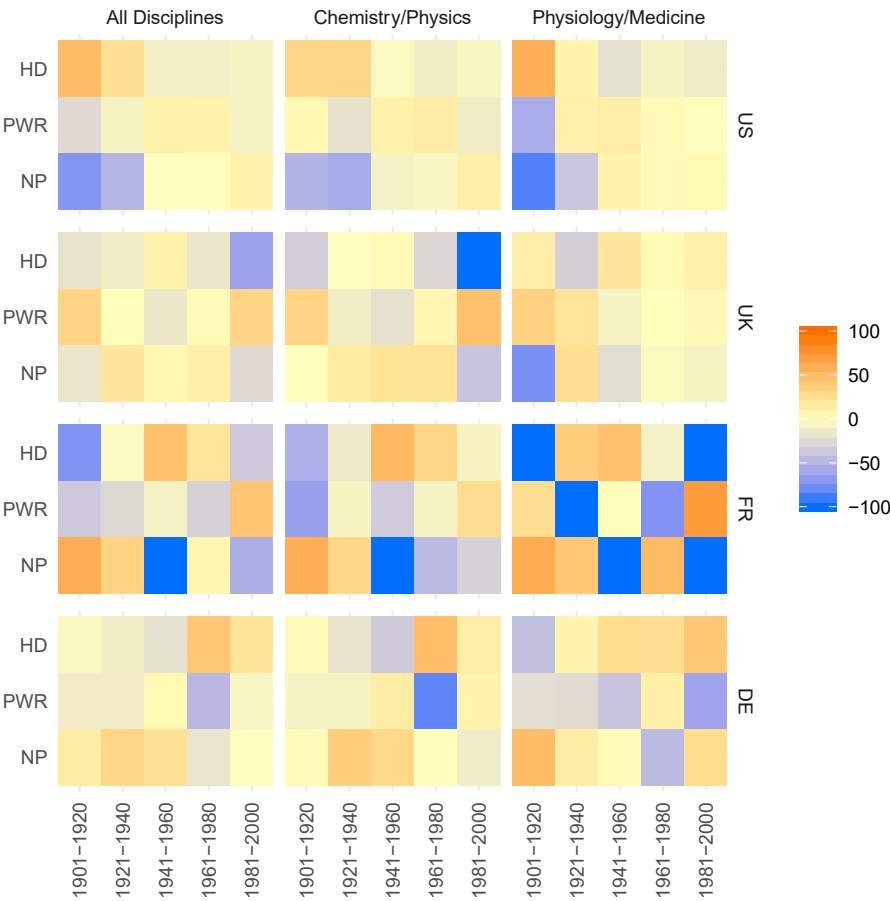 All Disciplines Chemistry/Physics Physiology/Medicine
HD
PWR
NP
US
HD
PWR
NP
UK
HD
PWR
NP
FR
HD
PWR
NP
DE
100
50
0
−50
−100
1901−1920 1921−1940 1941−1960 1961−1980 1981−2000 1901−1920 1921−1940 1941−1960 1961−1980 1981−2000 1901−1920 1921−1940 1941−1960 1961−1980 1981−2000